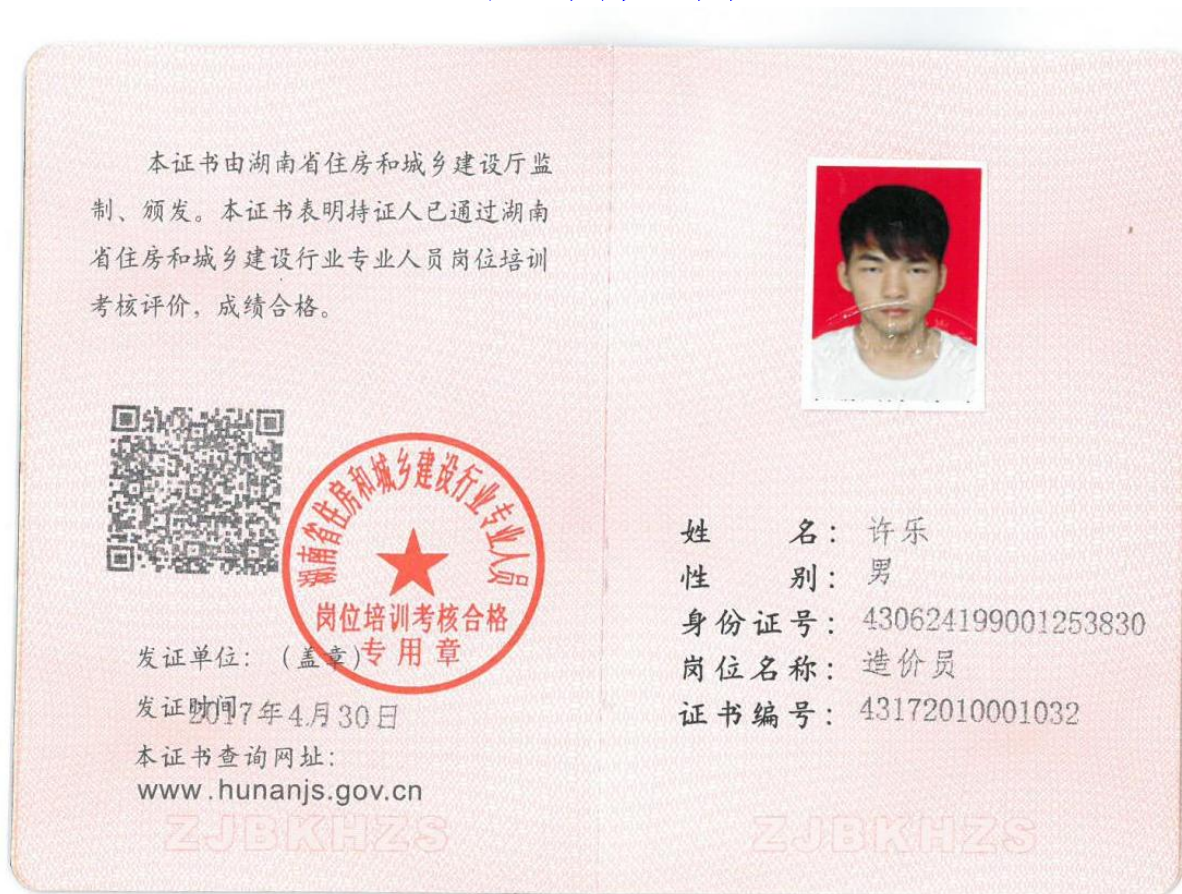 本证书由湖南省住房和城乡建设厅监
制、颁发。本证书表明持证人已通过湖南
省住房和城乡建设行业专业人员岗位培训
考核评价，成绩合格。
湖南省住房和城乡建设行业专业人员
岗位培训考核合格
专用章
发证单位：（盖章）
发证时间：2017年4月30日
本证书查询网址：
www.hunanjs.gov.cn
ZJBKHZS
姓名：许乐
性别：男
身份证号：430624199001253830
岗位名称：造价员
证书编号：43172010001032
ZJBKHZS